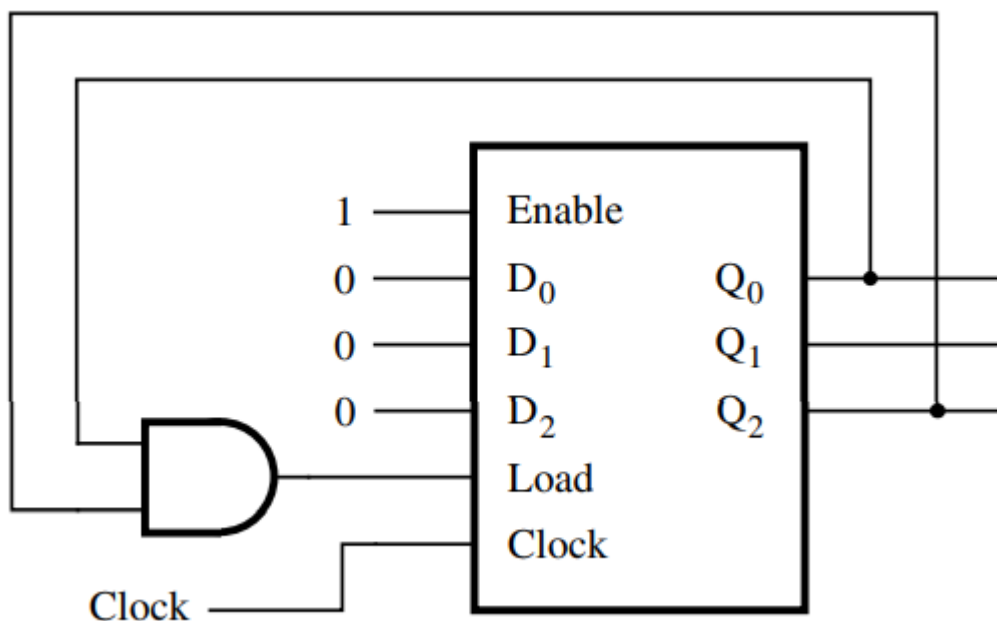 1 Enable
0 D₀ Q₀
0 D₁ Q₁
0 D₂ Q₂
Load
Clock
Clock